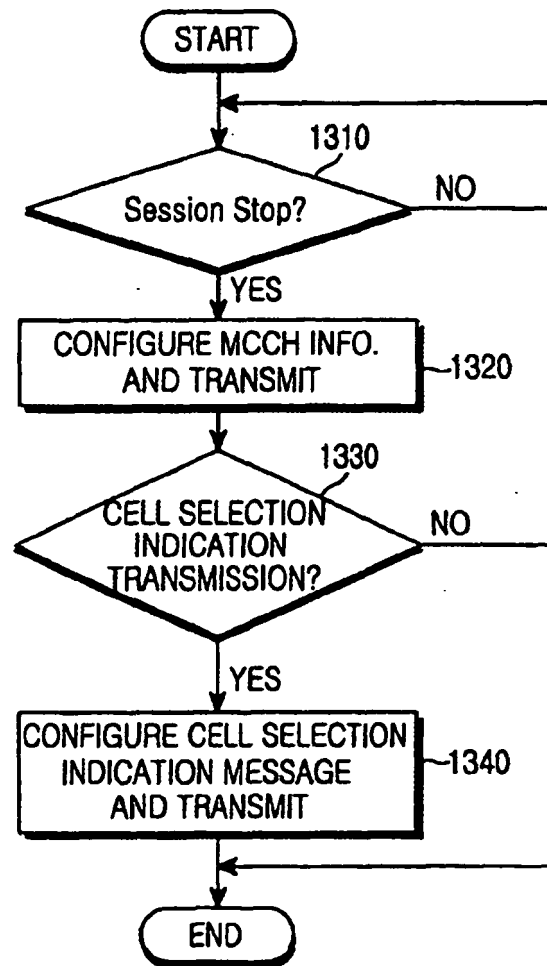 START
1310
Session Stop?
NO
YES
CONFIGURE MCCH INFO.
AND TRANSMIT
1320
1330
CELL SELECTION
INDICATION
TRANSMISSION?
NO
YES
CONFIGURE CELL SELECTION
INDICATION MESSAGE
AND TRANSMIT
1340
END